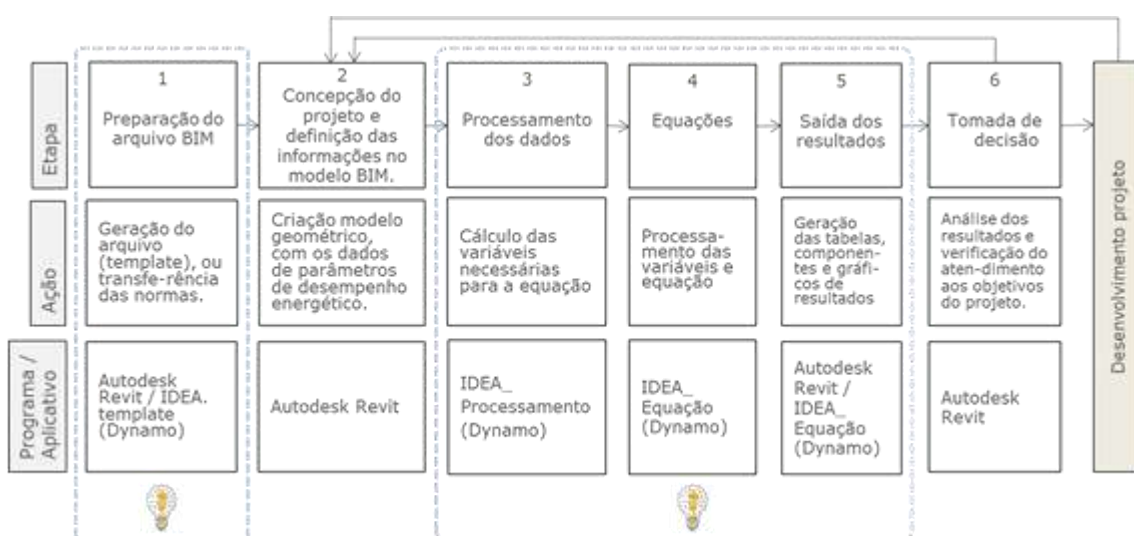 Etapa
1
Preparação do
arquivo BIM
2
Concepção do
projeto e
definição das
informações no
modelo BIM.
3
Processamento
dos dados
4
Equações
5
Saída dos
resultados
6
Tomada de
decisão
Desenvolvimento projeto
Ação
Geração do
arquivo
(template), ou
transfe-rência
das normas.
Criação modelo
geométrico,
com os dados
de parâmetros
de desempenho
energético.
Cálculo das
variáveis
necessárias
para a equação
Processa-
mento das
variáveis e
equação
Geração
das tabelas,
componen-
tes e gráfi-
cos de
resultados
Análise dos
resultados e
verificação do
aten-dimento
aos objetivos
do projeto.
Programa /
Aplicativo
Autodesk
Revit / IDEA.
template
(Dynamo)
Autodesk Revit
IDEA_
Processamento
(Dynamo)
IDEA_
Equação
(Dynamo)
Autodesk
Revit /
IDEA_
Equação
(Dynamo)
Autodesk
Revit